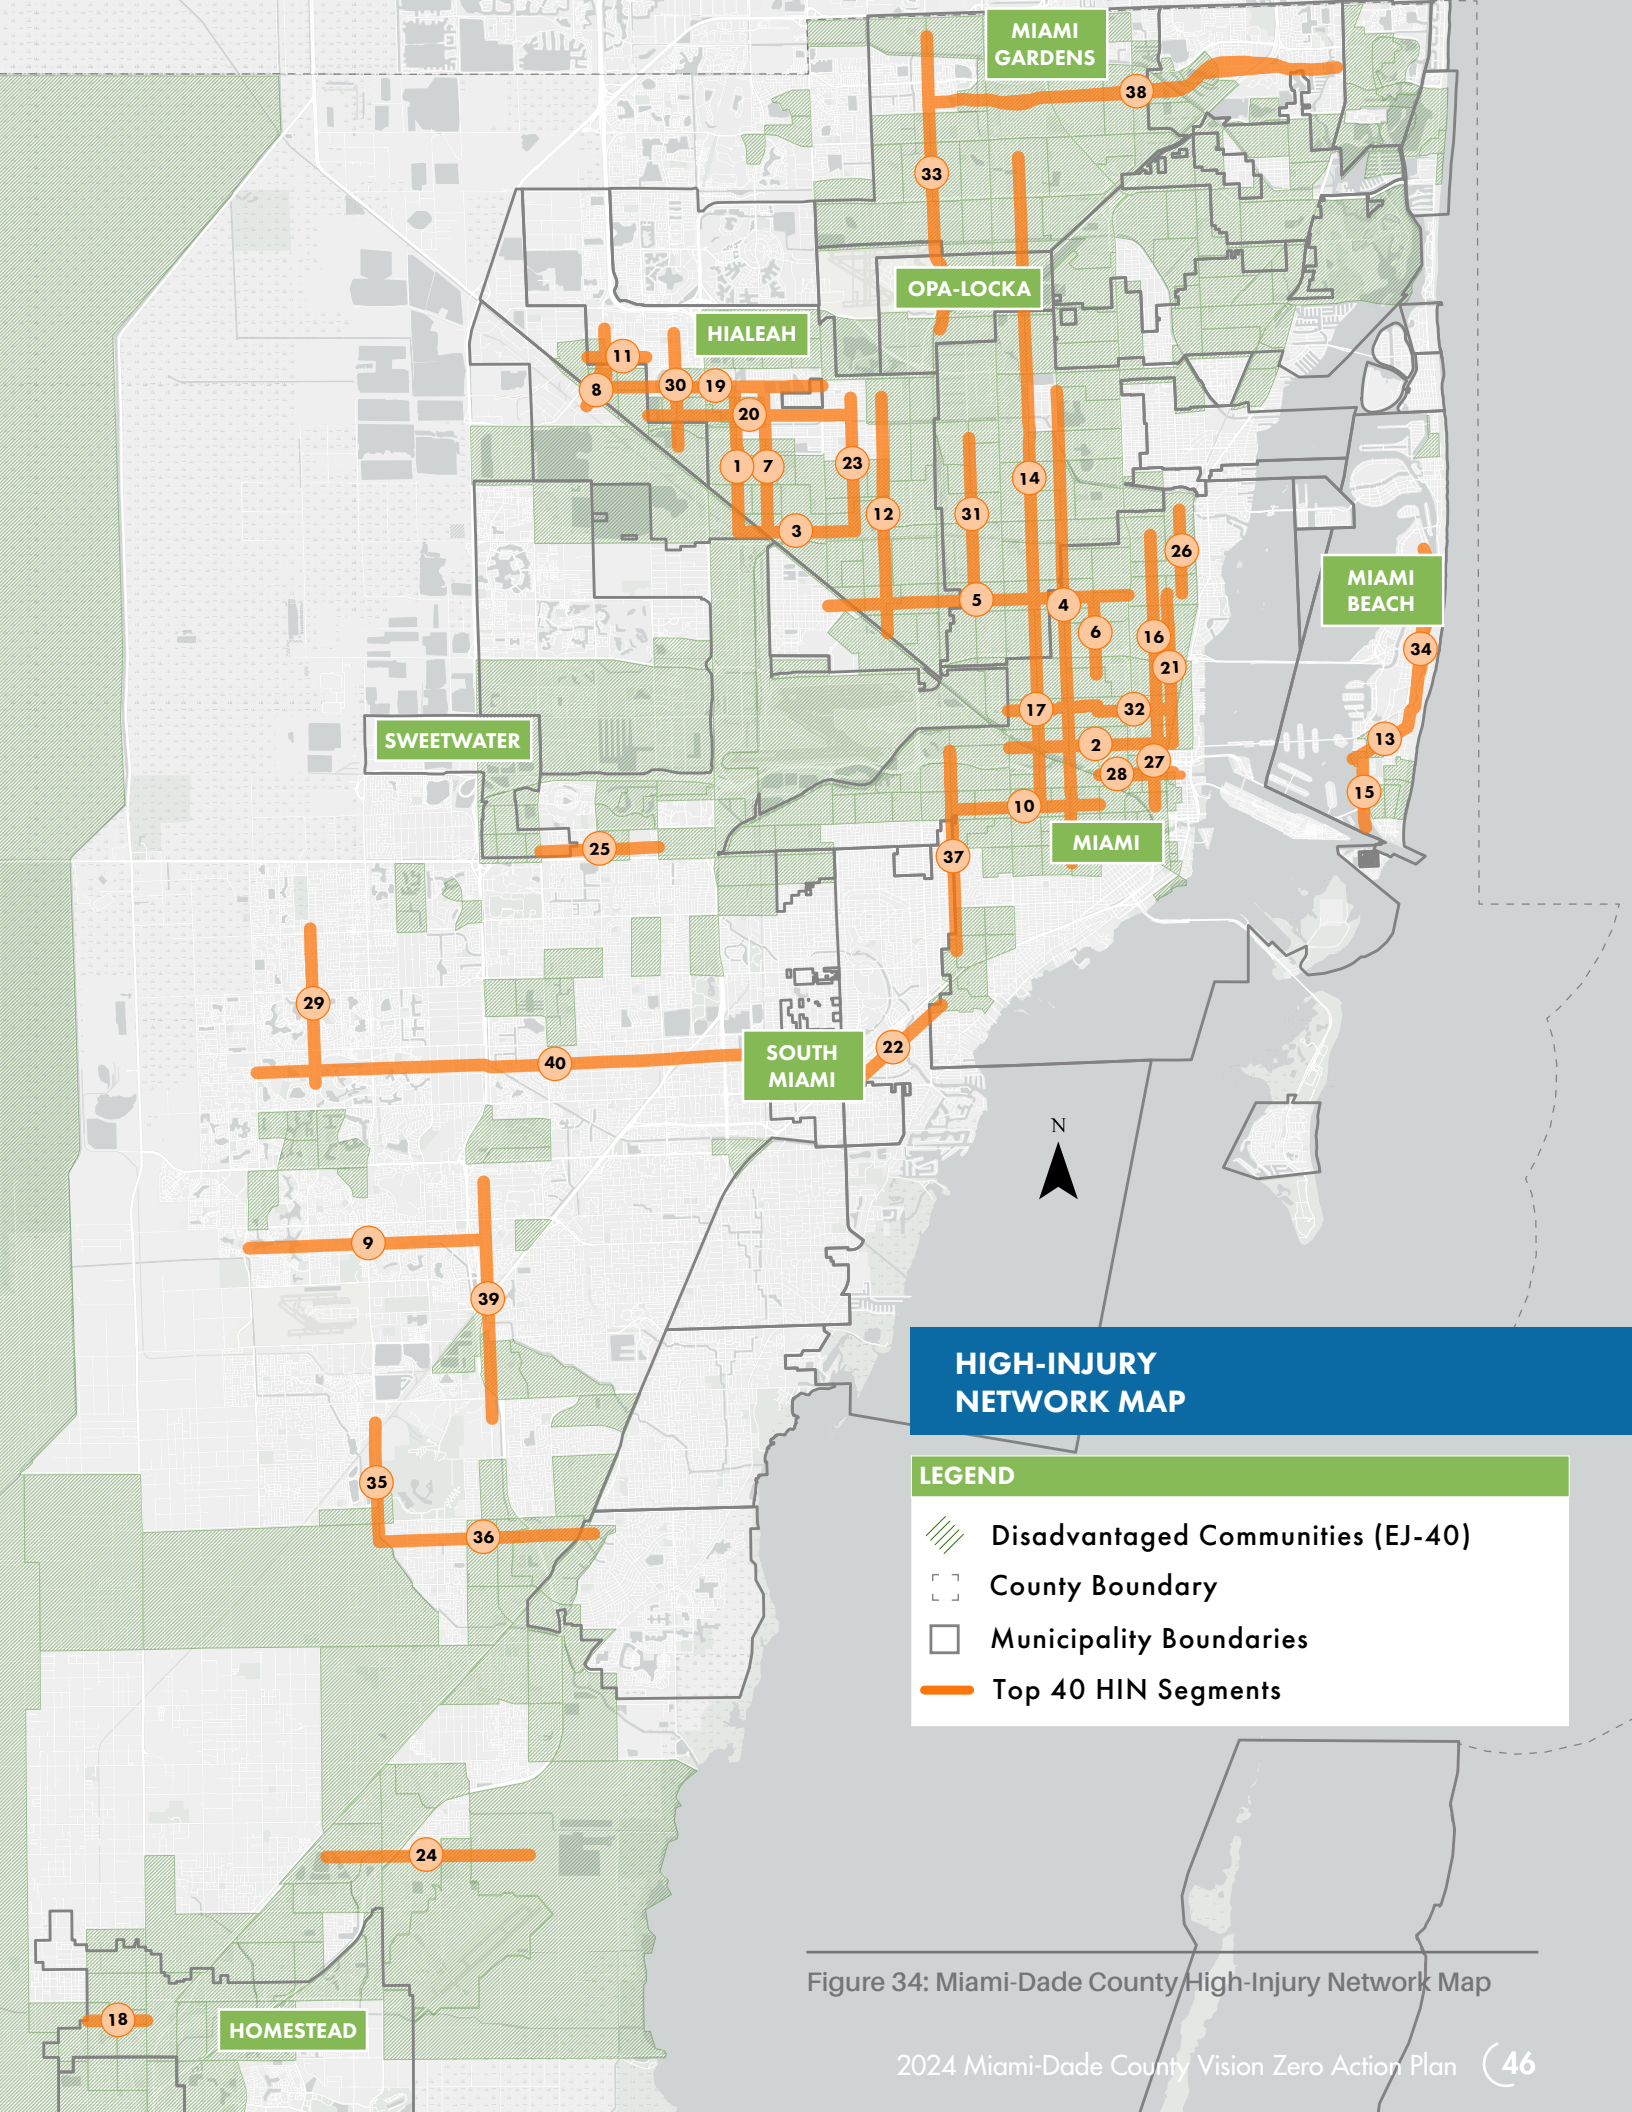 MIAMI
GARDENS
38
33
OPA-LOCKA
HIALEAH
11
8
30
19
20
1
7
23
3
12
31
14
26
5
4
6
16
21
MIAMI
BEACH
34
17
32
SWEETWATER
2
27
28
13
15
10
MIAMI
25
37
29
40
SOUTH
MIAMI
22
N
9
39
HIGH-INJURY
NETWORK MAP
LEGEND
Disadvantaged Communities (EJ-40)
County Boundary
Municipality Boundaries
Top 40 HIN Segments
35
36
24
18
HOMESTEAD
Figure 34: Miami-Dade County High-Injury Network Map
2024 Miami-Dade County Vision Zero Action Plan 46